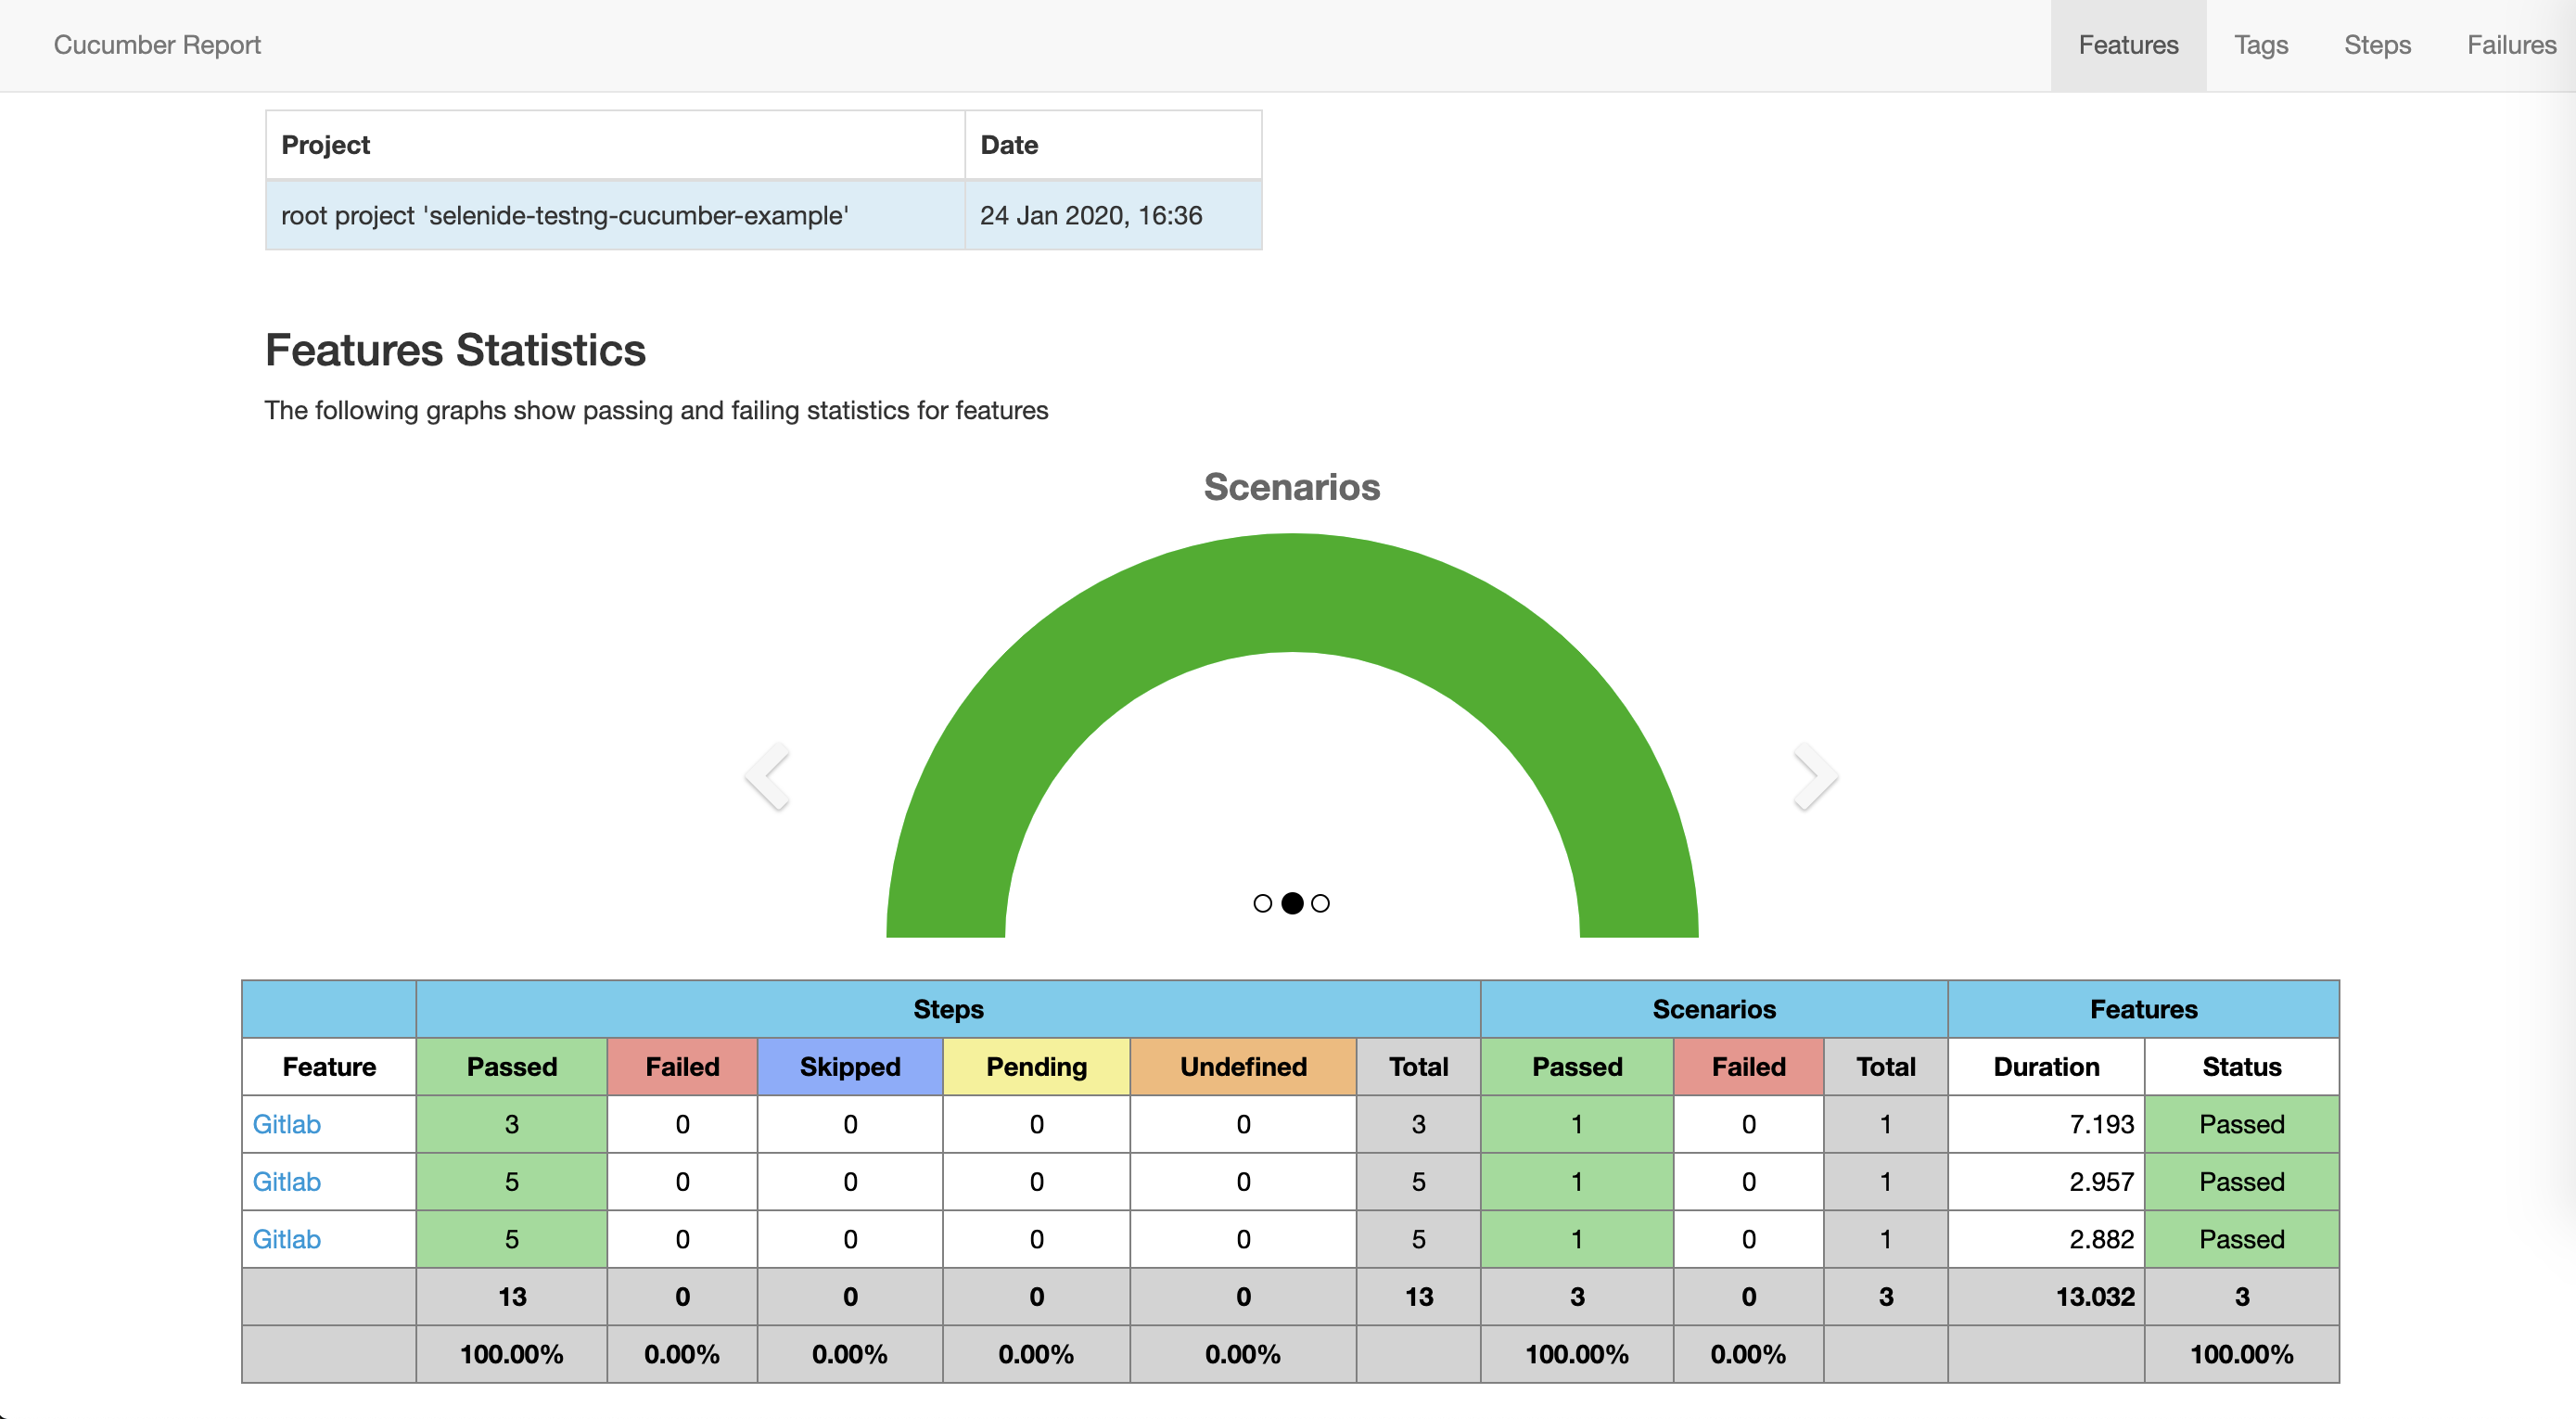 Cucumber Report Features Tags Steps Failures
Project Date
root project 'selenide-testng-cucumber-example' 24 Jan 2020, 16:36
Features Statistics
The following graphs show passing and failing statistics for features
Scenarios
Steps Scenarios Features
Feature Passed Failed Skipped Pending Undefined Total Passed Failed Total Duration Status
Gitlab 3 0 0 0 0 3 1 0 1 7.193 Passed
Gitlab 5 0 0 0 0 5 1 0 1 2.957 Passed
Gitlab 5 0 0 0 0 5 1 0 1 2.882 Passed
13 0 0 0 0 13 3 0 3 13.032 3
100.00% 0.00% 0.00% 0.00% 0.00% 100.00% 0.00% 100.00%